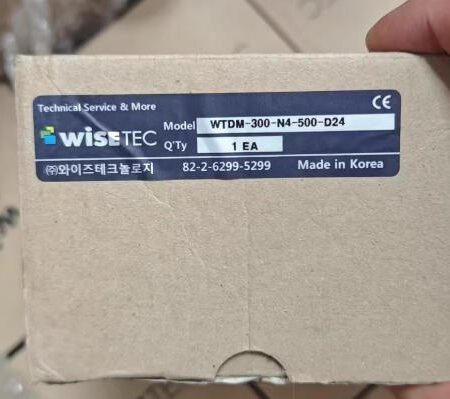 Technical Service & More
CE
WiSETEC
Model WTDM-300-N4-500-D24
Q'Ty 1 EA
㈜와이즈테크놀로지 82-2-6299-5299 Made in Korea